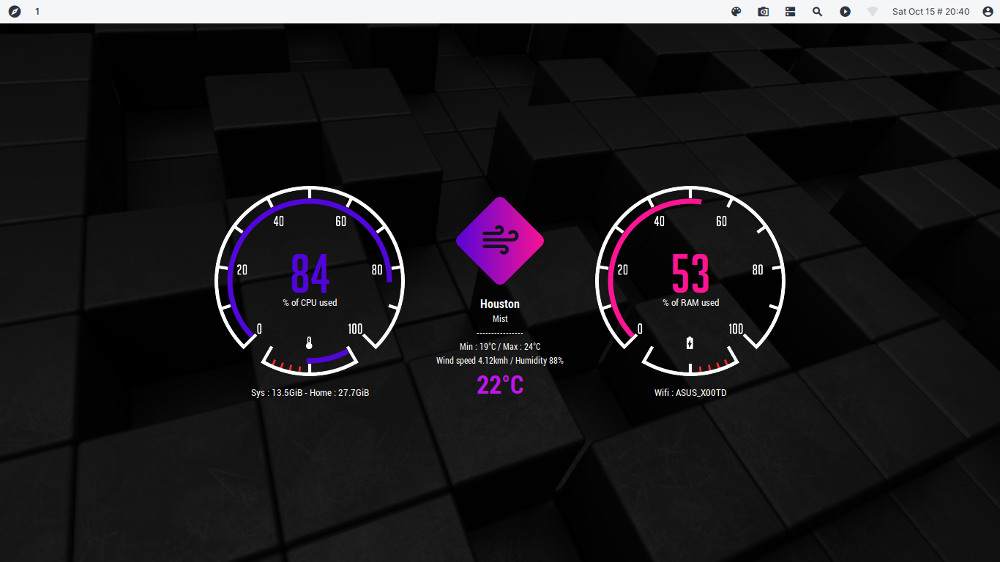 1
Sat Oct 15 # 20:40
40 60
20 80
0 100
84
% of CPU used
Sys : 13.5GiB - Home : 27.7GiB
Houston
Mist
----------------
Min : 19°C / Max : 24°C
Wind speed 4.12kmh / Humidity 88%
22°C
40 60
20 80
0 100
53
% of RAM used
Wifi : ASUS_X00TD